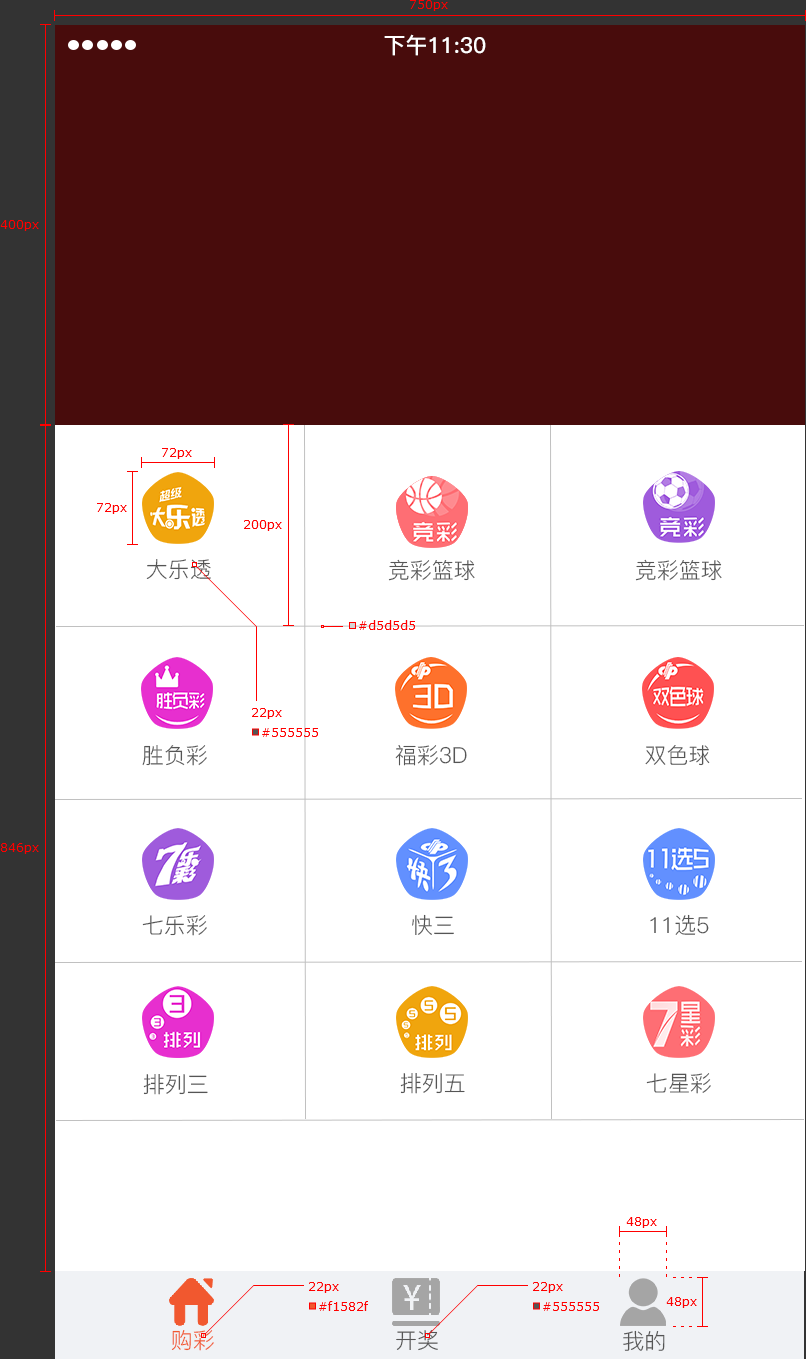 750px
下午11:30
400px
72px
72px
超级
大乐透
竞彩
竞彩
200px
大乐透
竞彩篮球
竞彩篮球
#d5d5d5
胜负彩
3D
双色球
22px
#555555
胜负彩
福彩3D
双色球
846px
7乐彩
快3
11选5
七乐彩
快三
11选5
3
3
排列
5
5
5
5
排列
7星彩
排列三
排列五
七星彩
48px
22px
#f1582f
¥
22px
#555555
48px
购彩
开奖
我的